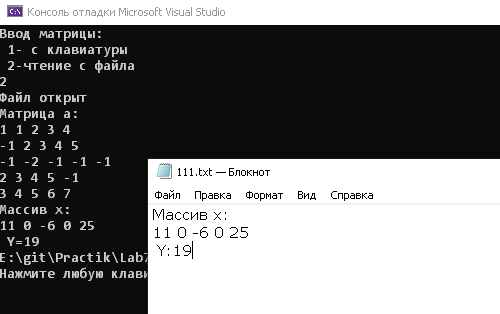 Консоль отладки Microsoft Visual Studio
Ввод матрицы:
1- с клавиатуры
2-чтение с файла
2
Файл открыт
Матрица a:
1 1 2 3 4
-1 2 3 4 5
-1 -2 -1 -1 -1
2 3 4 5 -1
3 4 5 6 7
Массив x:
11 0 -6 0 25
Y=19
E:\git\Practik\Lab7
Нажмите любую
111.txt — Блокнот
Файл Правка Формат Вид Справка
Массив x:
11 0 -6 0 25
Y:19